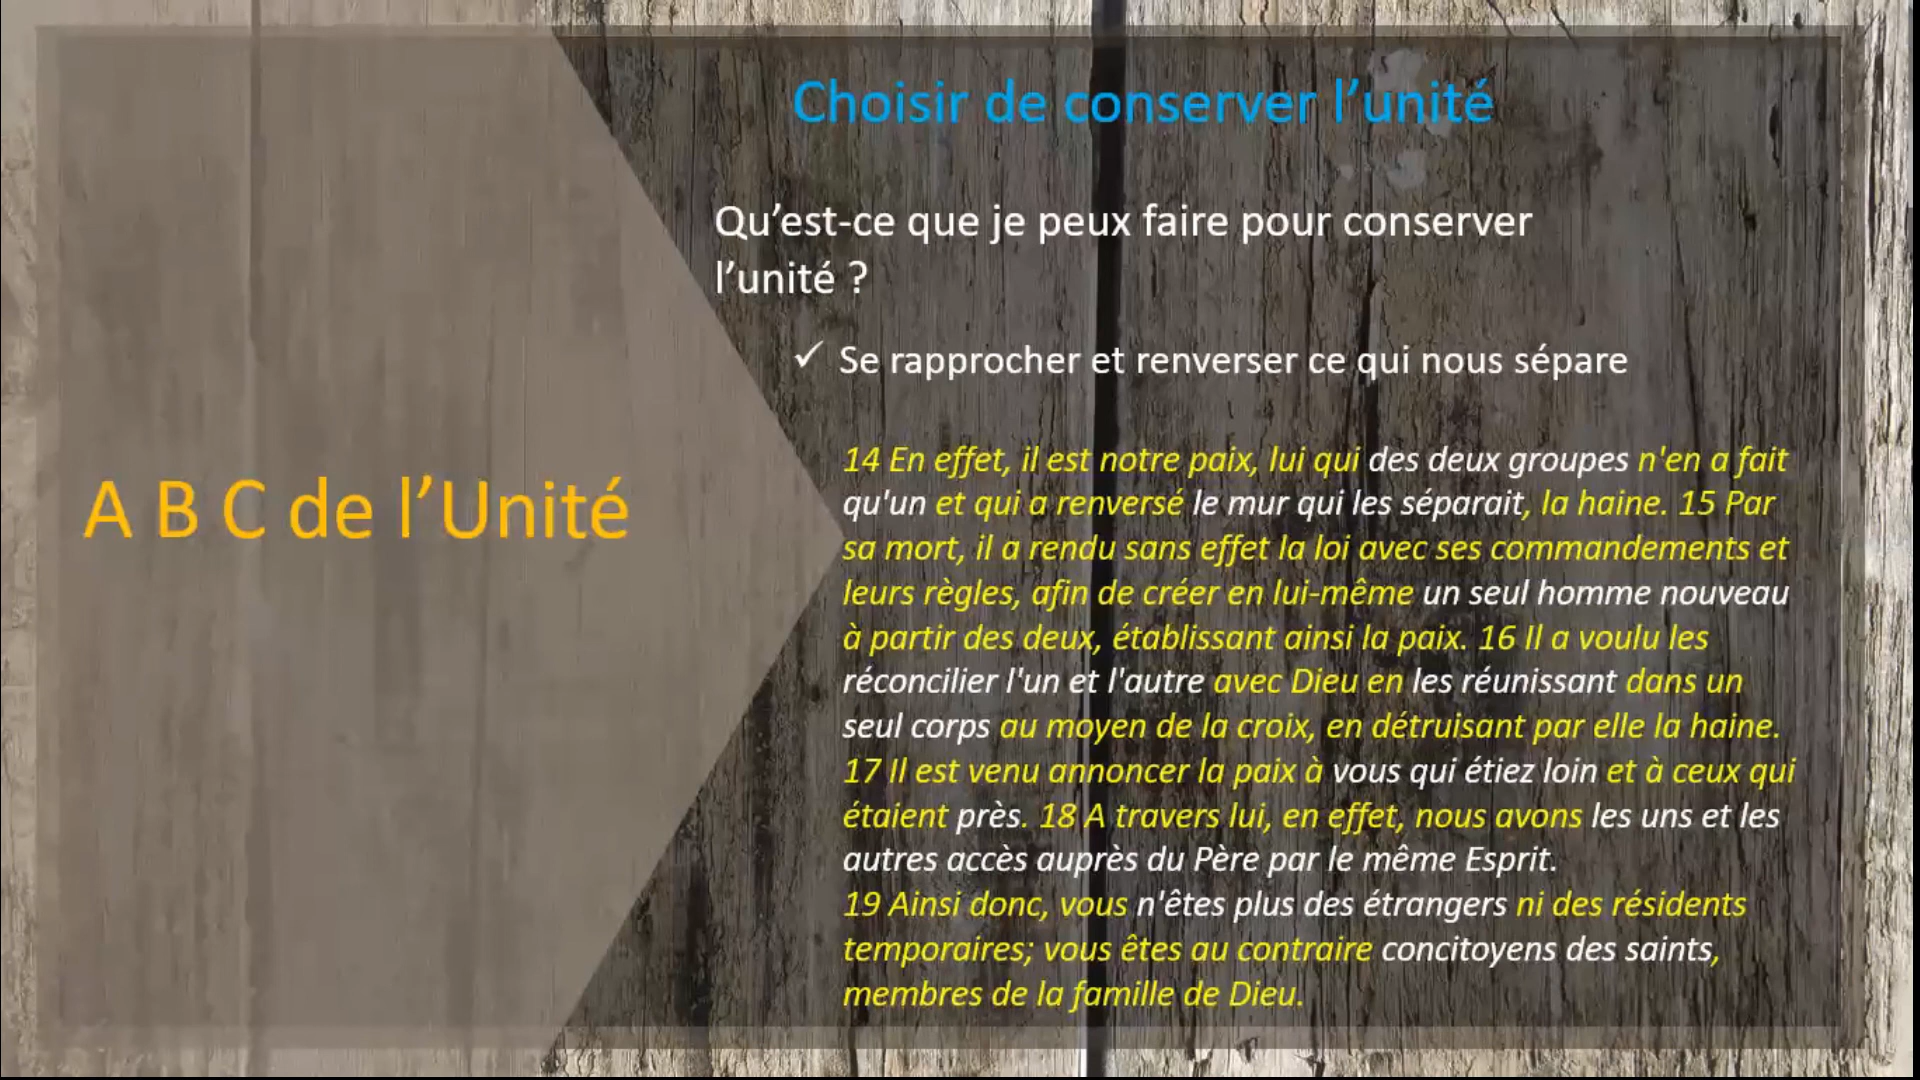 A B C de l’Unité
Choisir de conserver l’unité
Qu’est-ce que je peux faire pour conserver
l’unité ?
✓ Se rapprocher et renverser ce qui nous sépare
14 En effet, il est notre paix, lui qui des deux groupes n'en a fait
qu'un et qui a renversé le mur qui les séparait, la haine. 15 Par
sa mort, il a rendu sans effet la loi avec ses commandements et
leurs règles, afin de créer en lui-même un seul homme nouveau
à partir des deux, établissant ainsi la paix. 16 Il a voulu les
réconcilier l'un et l'autre avec Dieu en les réunissant dans un
seul corps au moyen de la croix, en détruisant par elle la haine.
17 Il est venu annoncer la paix à vous qui étiez loin et à ceux qui
étaient près. 18 A travers lui, en effet, nous avons les uns et les
autres accès auprès du Père par le même Esprit.
19 Ainsi donc, vous n'êtes plus des étrangers ni des résidents
temporaires; vous êtes au contraire concitoyens des saints,
membres de la famille de Dieu.